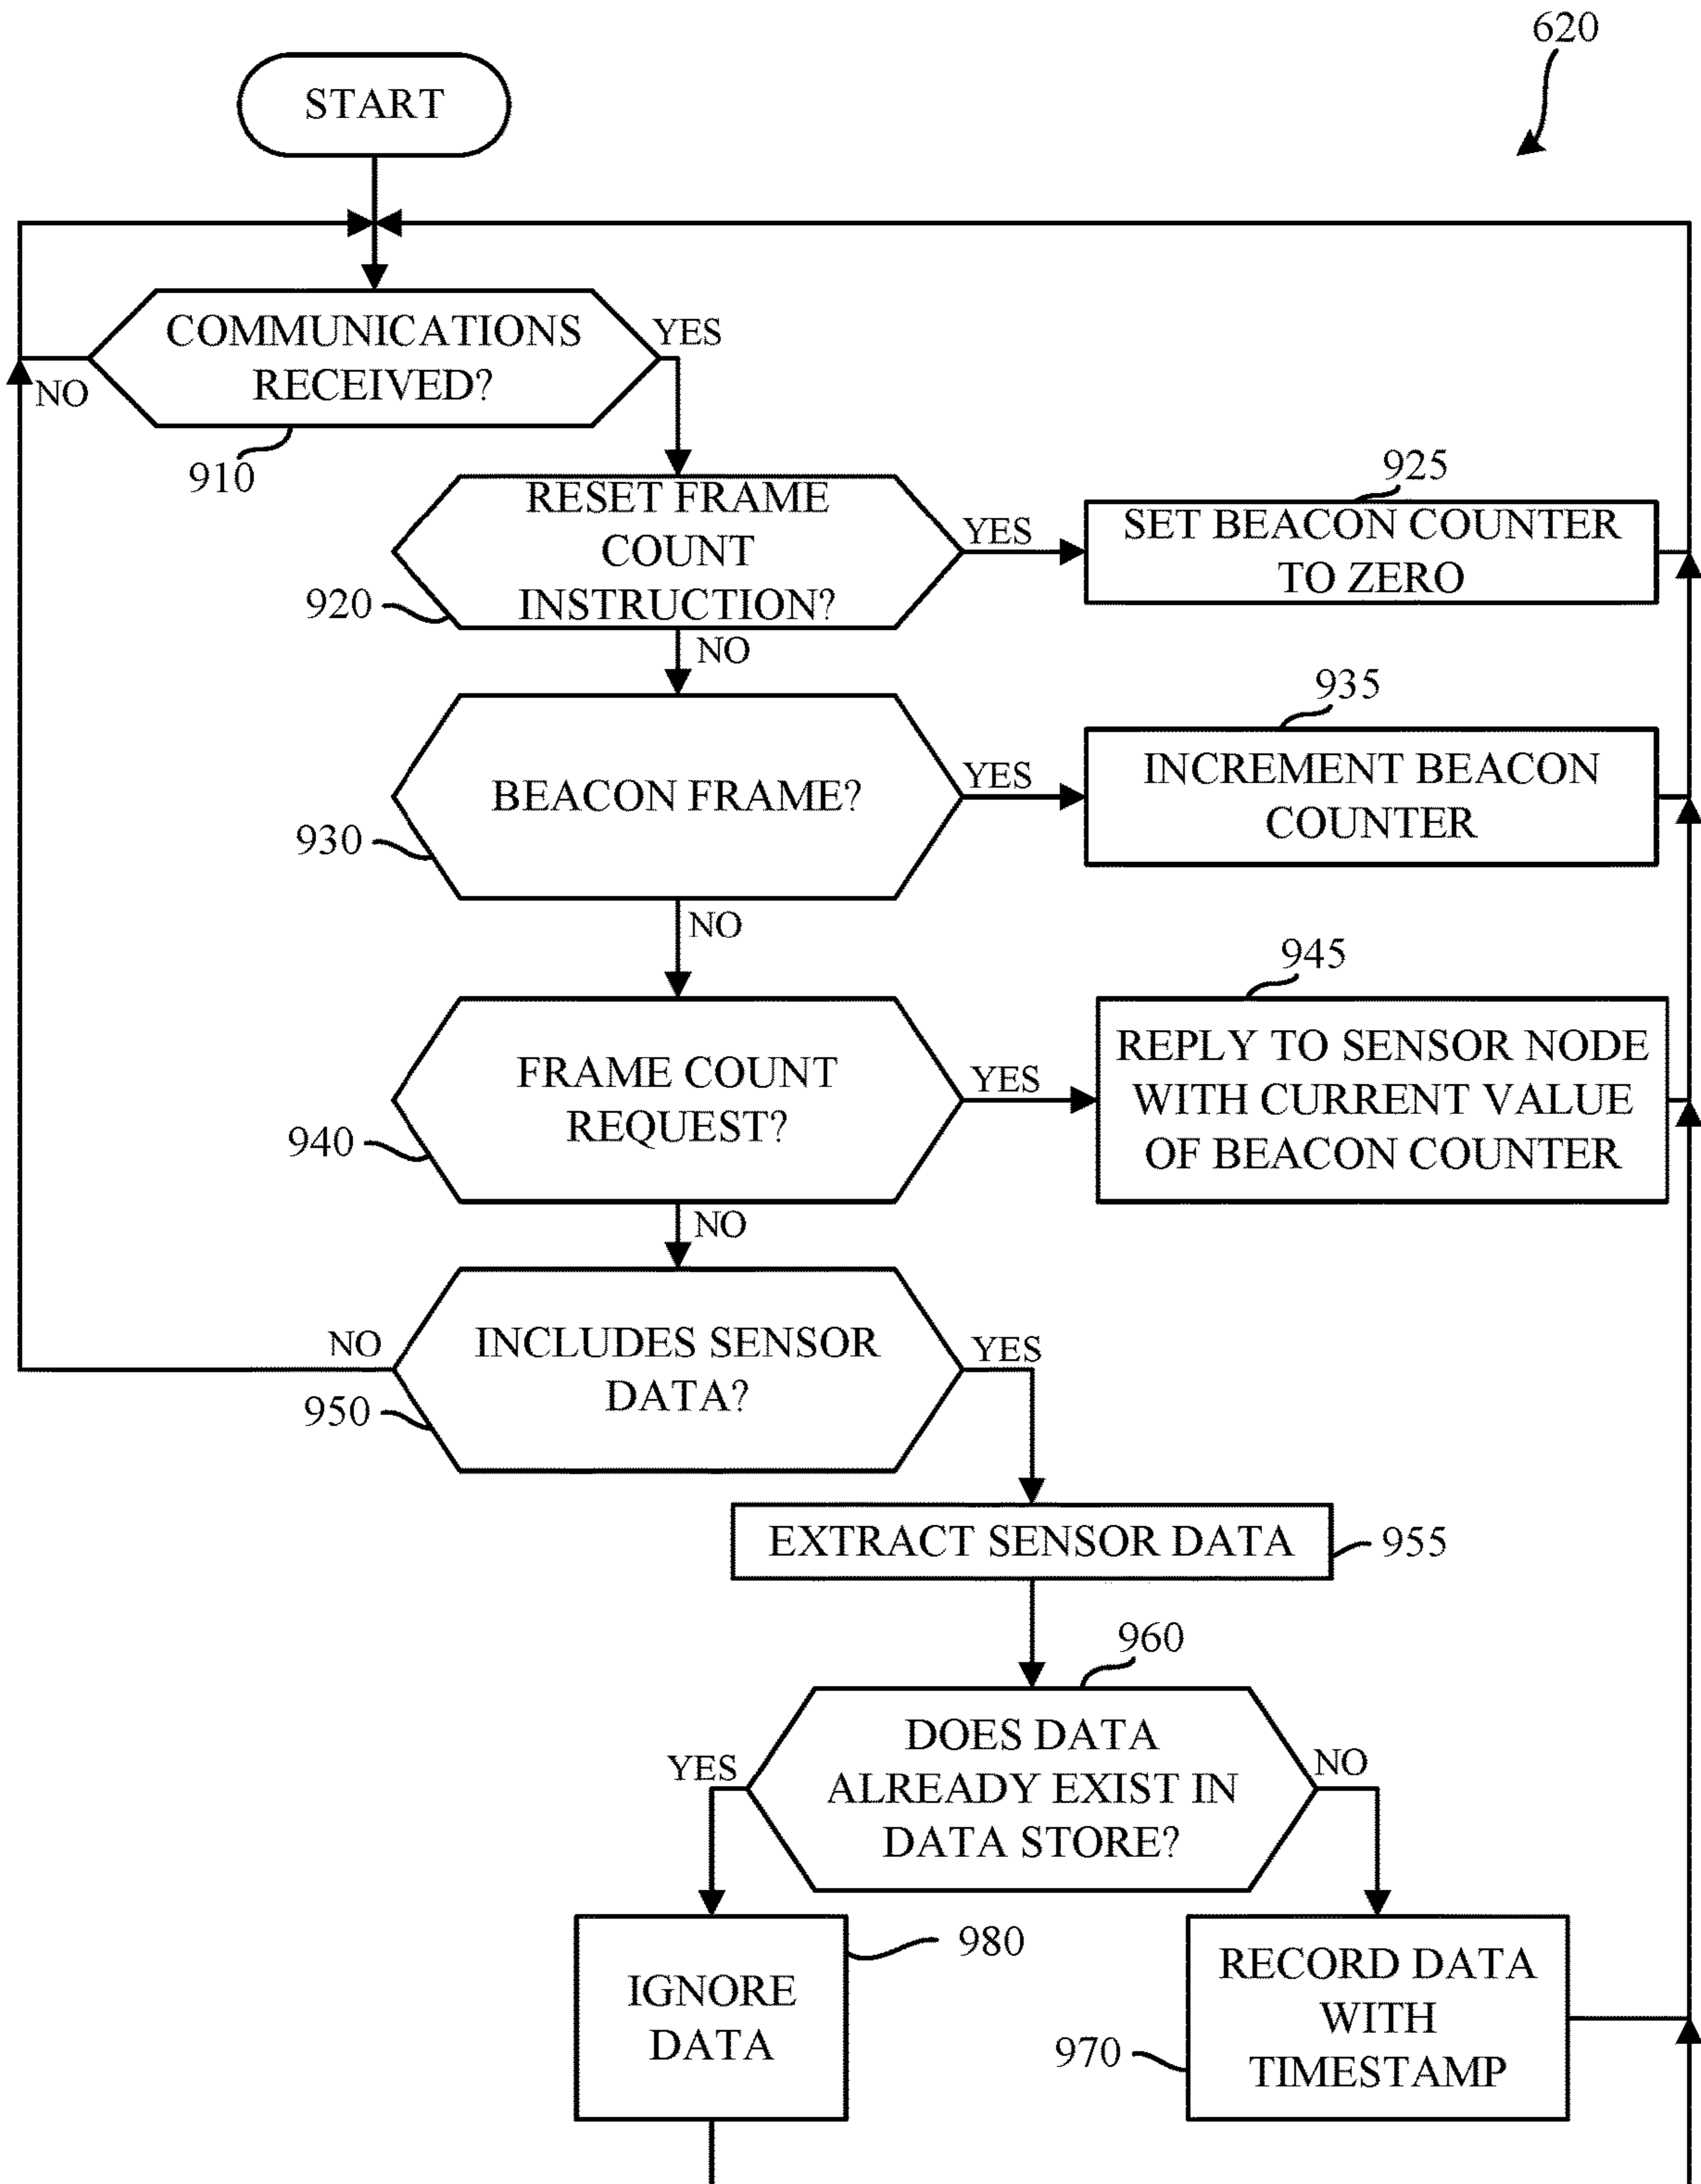 620
START
COMMUNICATIONS
RECEIVED?
YES
NO
910
RESET FRAME
COUNT
INSTRUCTION?
920
YES
925
SET BEACON COUNTER
TO ZERO
NO
BEACON FRAME?
930
YES
935
INCREMENT BEACON
COUNTER
NO
FRAME COUNT
REQUEST?
940
YES
945
REPLY TO SENSOR NODE
WITH CURRENT VALUE
OF BEACON COUNTER
NO
INCLUDES SENSOR
DATA?
950
NO
YES
EXTRACT SENSOR DATA
955
960
DOES DATA
ALREADY EXIST IN
DATA STORE?
YES
NO
IGNORE
DATA
980
RECORD DATA
WITH
TIMESTAMP
970